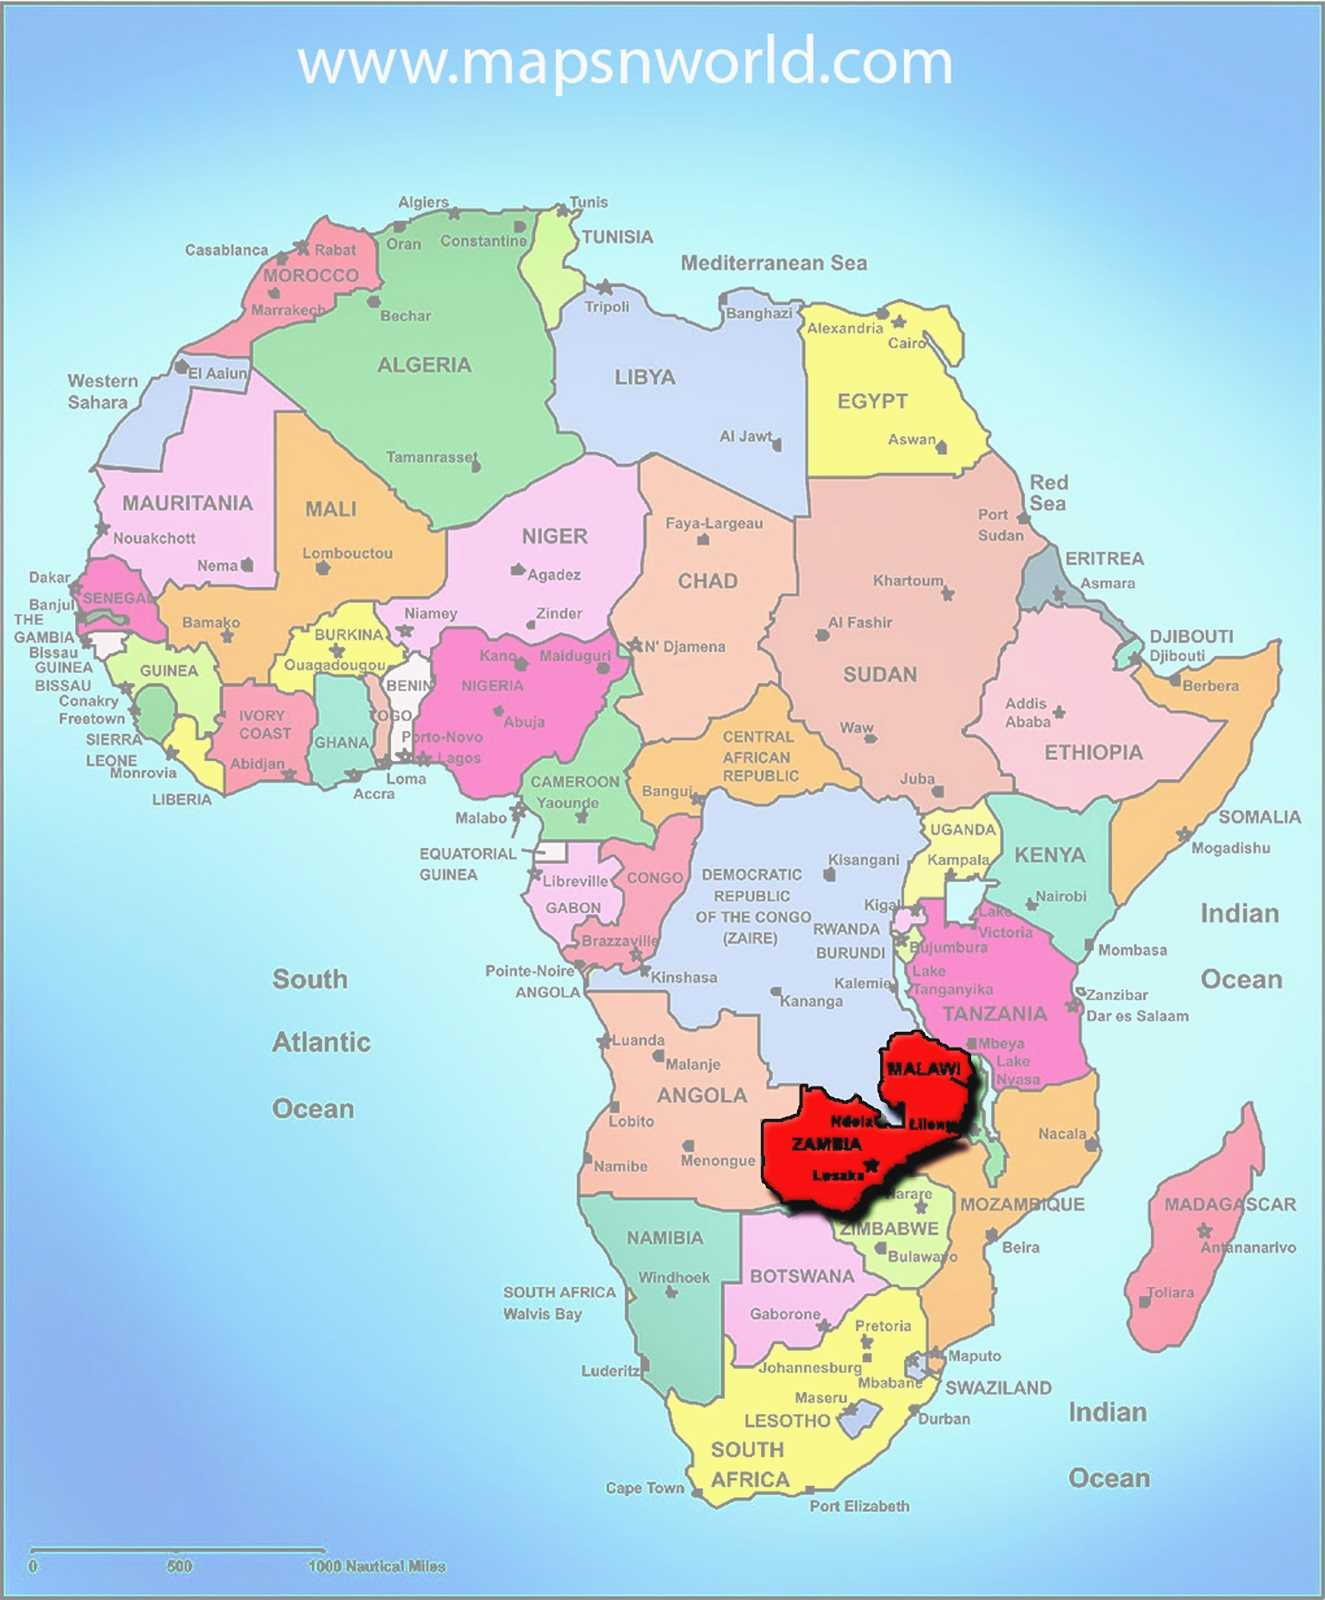 www.mapsnworld.com
Algiers
Tunis
Oran
Constantine
TUNISIA
Casablanca
Rabat
MOROCCO
Mediterranean Sea
Marrakech
Bechar
Tripoli
Banghazi
Alexandria
Cairo
ALGERIA
LIBYA
EGYPT
Western
Sahara
El Aaiun
Al Jawt
Aswan
Tamanrasset
Red
Sea
MAURITANIA
MALI
NIGER
Faya-Largeau
Port
Sudan
Nouakchott
Nema
Lombouctou
Agadez
CHAD
Khartoum
ERITREA
Asmara
Dakar
SENEGAL
Banjul
THE
GAMBIA
Bissau
GUINEA
BISSAU
Bamako
BURKINA
Ouagadougou
Niamey
Zinder
N' Djamena
Al Fashir
SUDAN
DJIBOUTI
Djibouti
Berbera
GUINEA
Kano
Maiduguri
BENIN
NIGERIA
Abuja
Conakry
Freetown
SIERRA
LEONE
Monrovia
LIBERIA
IVORY
COAST
Abidjan
GHANA
TOGO
Accra
Loma
Porto-Novo
Lagos
CENTRAL
AFRICAN
REPUBLIC
Bangui
Waw
Juba
Addis
Ababa
ETHIOPIA
CAMEROON
Yaounde
Malabo
EQUATORIAL
GUINEA
Libreville
GABON
CONGO
Brazzaville
Pointe-Noire
ANGOLA
Kinshasa
DEMOCRATIC
REPUBLIC
OF THE CONGO
(ZAIRE)
Kisangani
Kananga
Kalemie
UGANDA
Kampala
KENYA
Nairobi
SOMALIA
Mogadishu
Kigali
RWANDA
BURUNDI
Bujumbura
Lake
Victoria
Mombasa
Lake
Tanganyika
TANZANIA
Zanzibar
Dar es Salaam
Mbeya
Lake
Nyasa
Indian
Ocean
South
Atlantic
Ocean
Luanda
Malanje
ANGOLA
Lobito
Namibe
Menongue
MALAWI
Ndola
ZAMBIA
Lusaka
Nacala
MOZAMBIQUE
Harare
ZIMBABWE
Bulawayo
Beira
MADAGASCAR
Antananarivo
Toliara
NAMIBIA
Windhoek
BOTSWANA
Gaborone
SOUTH AFRICA
Walvis Bay
Luderitz
Pretoria
Johannesburg
Mbabane
Maputo
SWAZILAND
Maseru
LESOTHO
Durban
SOUTH
AFRICA
Cape Town
Port Elizabeth
Indian
Ocean
0 500 1000 Nautical Miles